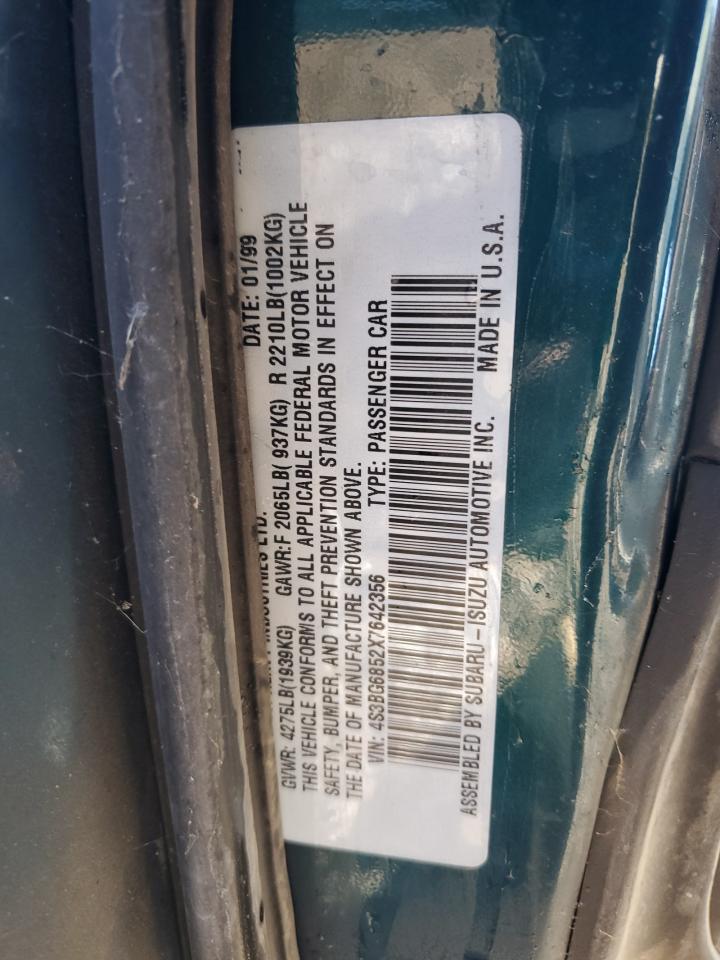 INDUSTRIES LTD. DATE: 01/99
GVWR: 4275LB(1939KG) GAWR:F 2065LB( 937KG) R 2210LB(1002KG)
THIS VEHICLE CONFORMS TO ALL APPLICABLE FEDERAL MOTOR VEHICLE
SAFETY, BUMPER, AND THEFT PREVENTION STANDARDS IN EFFECT ON
THE DATE OF MANUFACTURE SHOWN ABOVE.
VIN: 4S3BG6852X7642356 TYPE: PASSENGER CAR
ASSEMBLED BY SUBARU-ISUZU AUTOMOTIVE INC. MADE IN U.S.A.